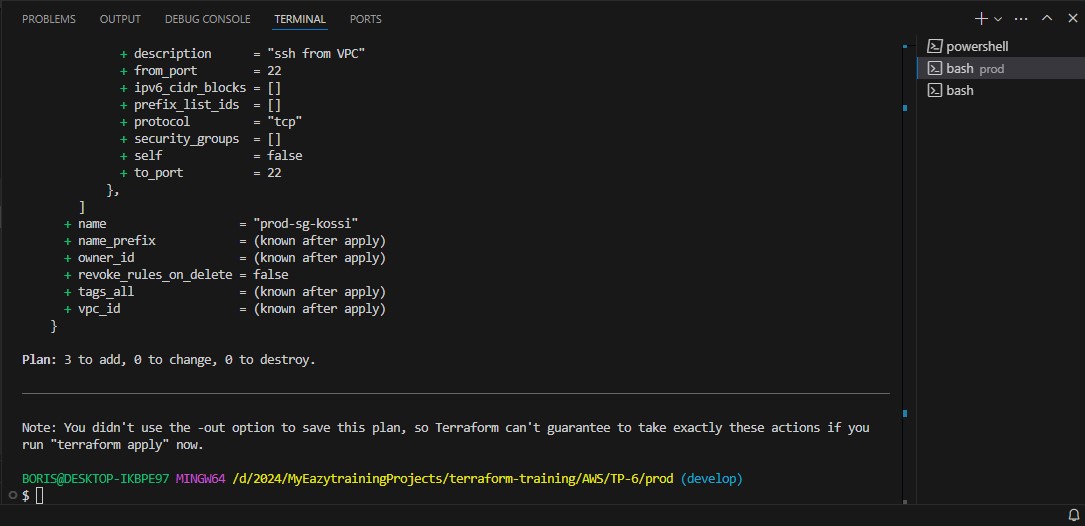 PROBLEMS OUTPUT DEBUG CONSOLE TERMINAL PORTS
+ description = "ssh from VPC"
+ from_port = 22
+ ipv6_cidr_blocks = []
+ prefix_list_ids = []
+ protocol = "tcp"
+ security_groups = []
+ self = false
+ to_port = 22
},
]
+ name = "prod-sg-kossi"
+ name_prefix = (known after apply)
+ owner_id = (known after apply)
+ revoke_rules_on_delete = false
+ tags_all = (known after apply)
+ vpc_id = (known after apply)
}
Plan: 3 to add, 0 to change, 0 to destroy.
Note: You didn't use the -out option to save this plan, so Terraform can't guarantee to take exactly these actions if you
run "terraform apply" now.
BORIS@DESKTOP-IKBPE97 MINGW64 /d/2024/MyEazytrainingProjects/terraform-training/AWS/TP-6/prod (develop)
$
powershell
bash prod
bash